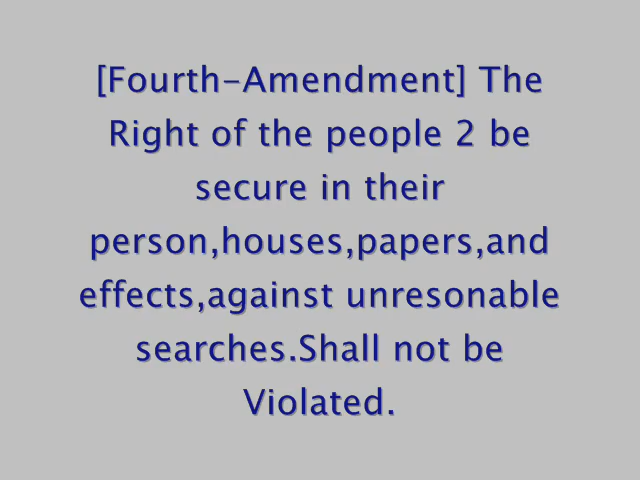 [Fourth-Amendment] The
Right of the people 2 be
secure in their
person,houses,papers,and
effects,against unresonable
searches.Shall not be
Violated.